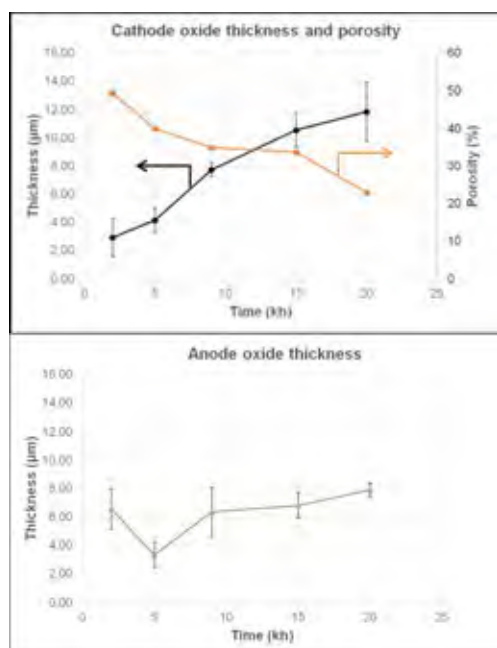 Cathode oxide thickness and porosity
Thickness (μm)
16.00
14.00
12.00
10.00
8.00
6.00
4.00
2.00
0.00
60
50
40
30
20
10
0
Porosity (%)
0 5 10 15 20 25
Time (kh)
Anode oxide thickness
Thickness (μm)
16.00
14.00
12.00
10.00
8.00
6.00
4.00
2.00
0.00
0 5 10 15 20 25
Time (kh)